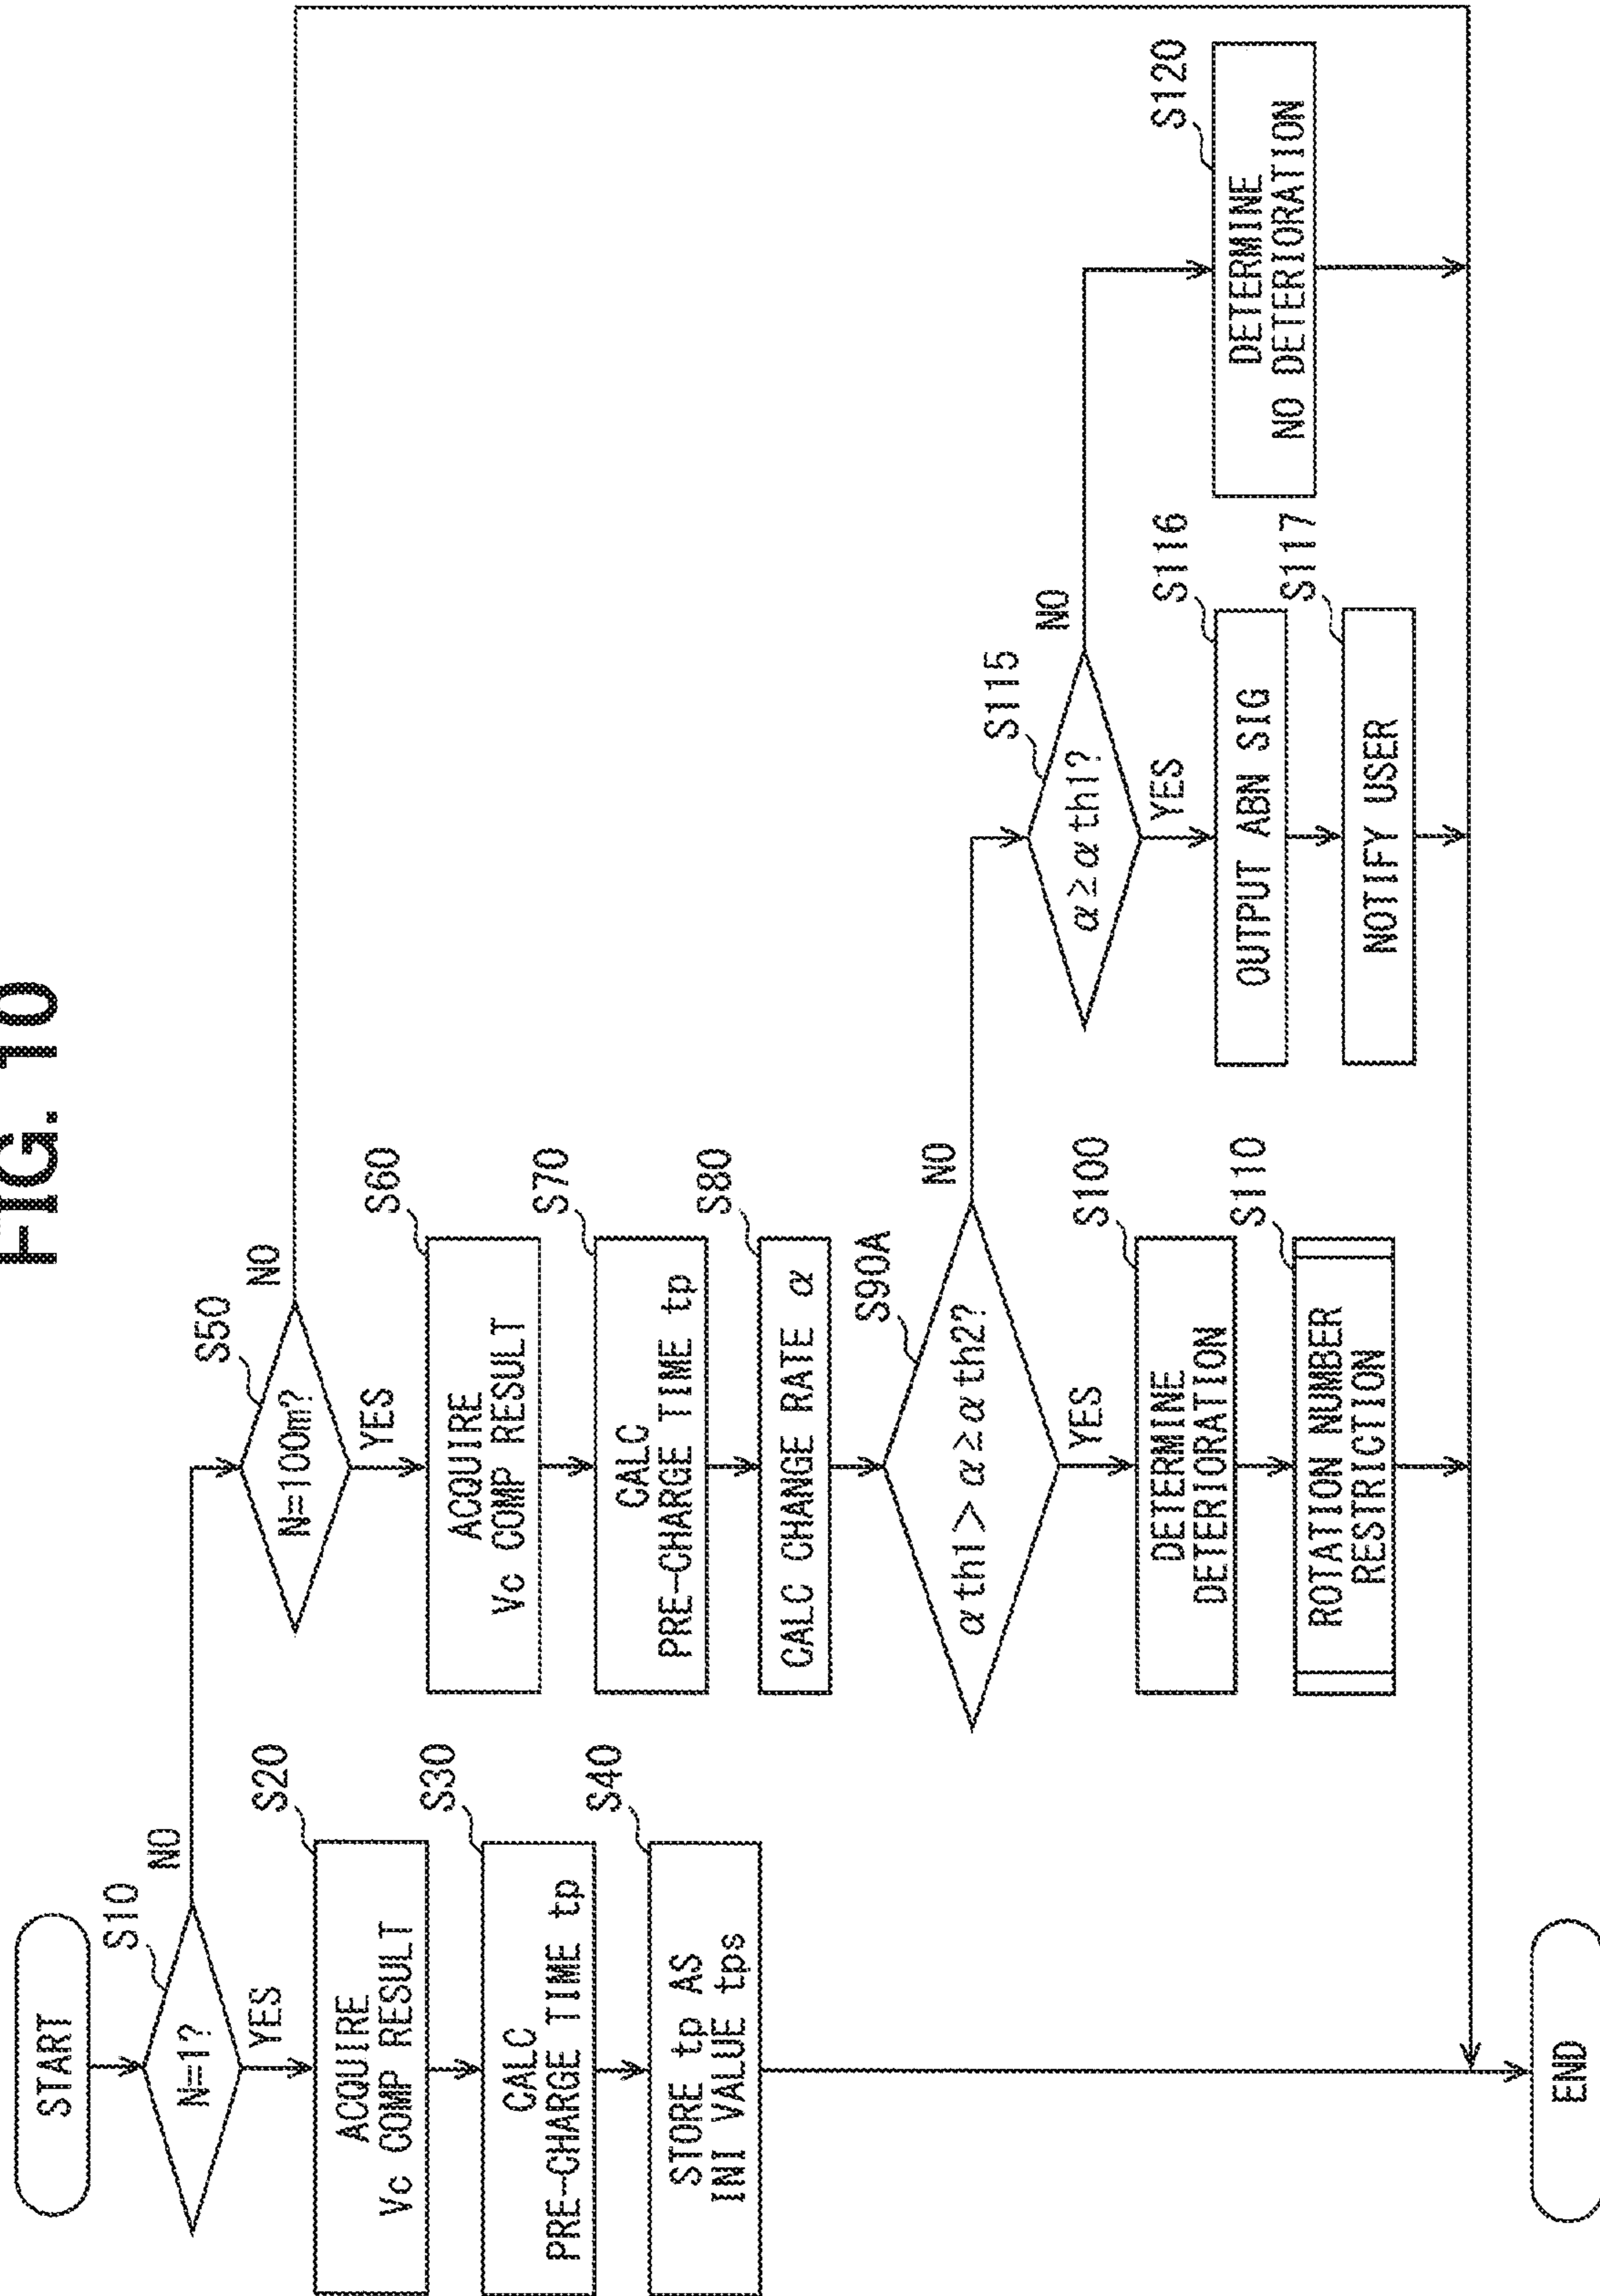 FIG. 10
START
S10
N=1?
NO
YES
S20
ACQUIRE
Vc COMP RESULT
S30
CALC
PRE-CHARGE TIME tp
S40
STORE tp AS
INI VALUE tps
S50
N=100m?
NO
YES
S60
ACQUIRE
Vc COMP RESULT
S70
CALC
PRE-CHARGE TIME tp
S80
CALC CHANGE RATE α
S90A
αth1>α≥αth2?
NO
YES
S100
DETERMINE
DETERIORATION
S110
ROTATION NUMBER
RESTRICTION
S115
α≥αth1?
NO
YES
S116
OUTPUT ABN SIG
S117
NOTIFY USER
S120
DETERMINE
NO DETERIORATION
END